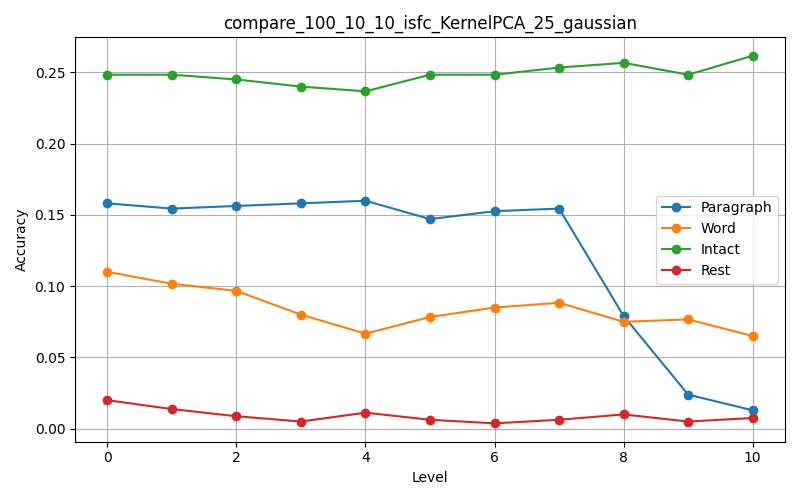 compare_100_10_10_isfc_KernelPCA_25_gaussian
Accuracy
0.25
0.20
0.15
0.10
0.05
0.00
Paragraph
Word
Intact
Rest
0 2 4 6 8 10
Level